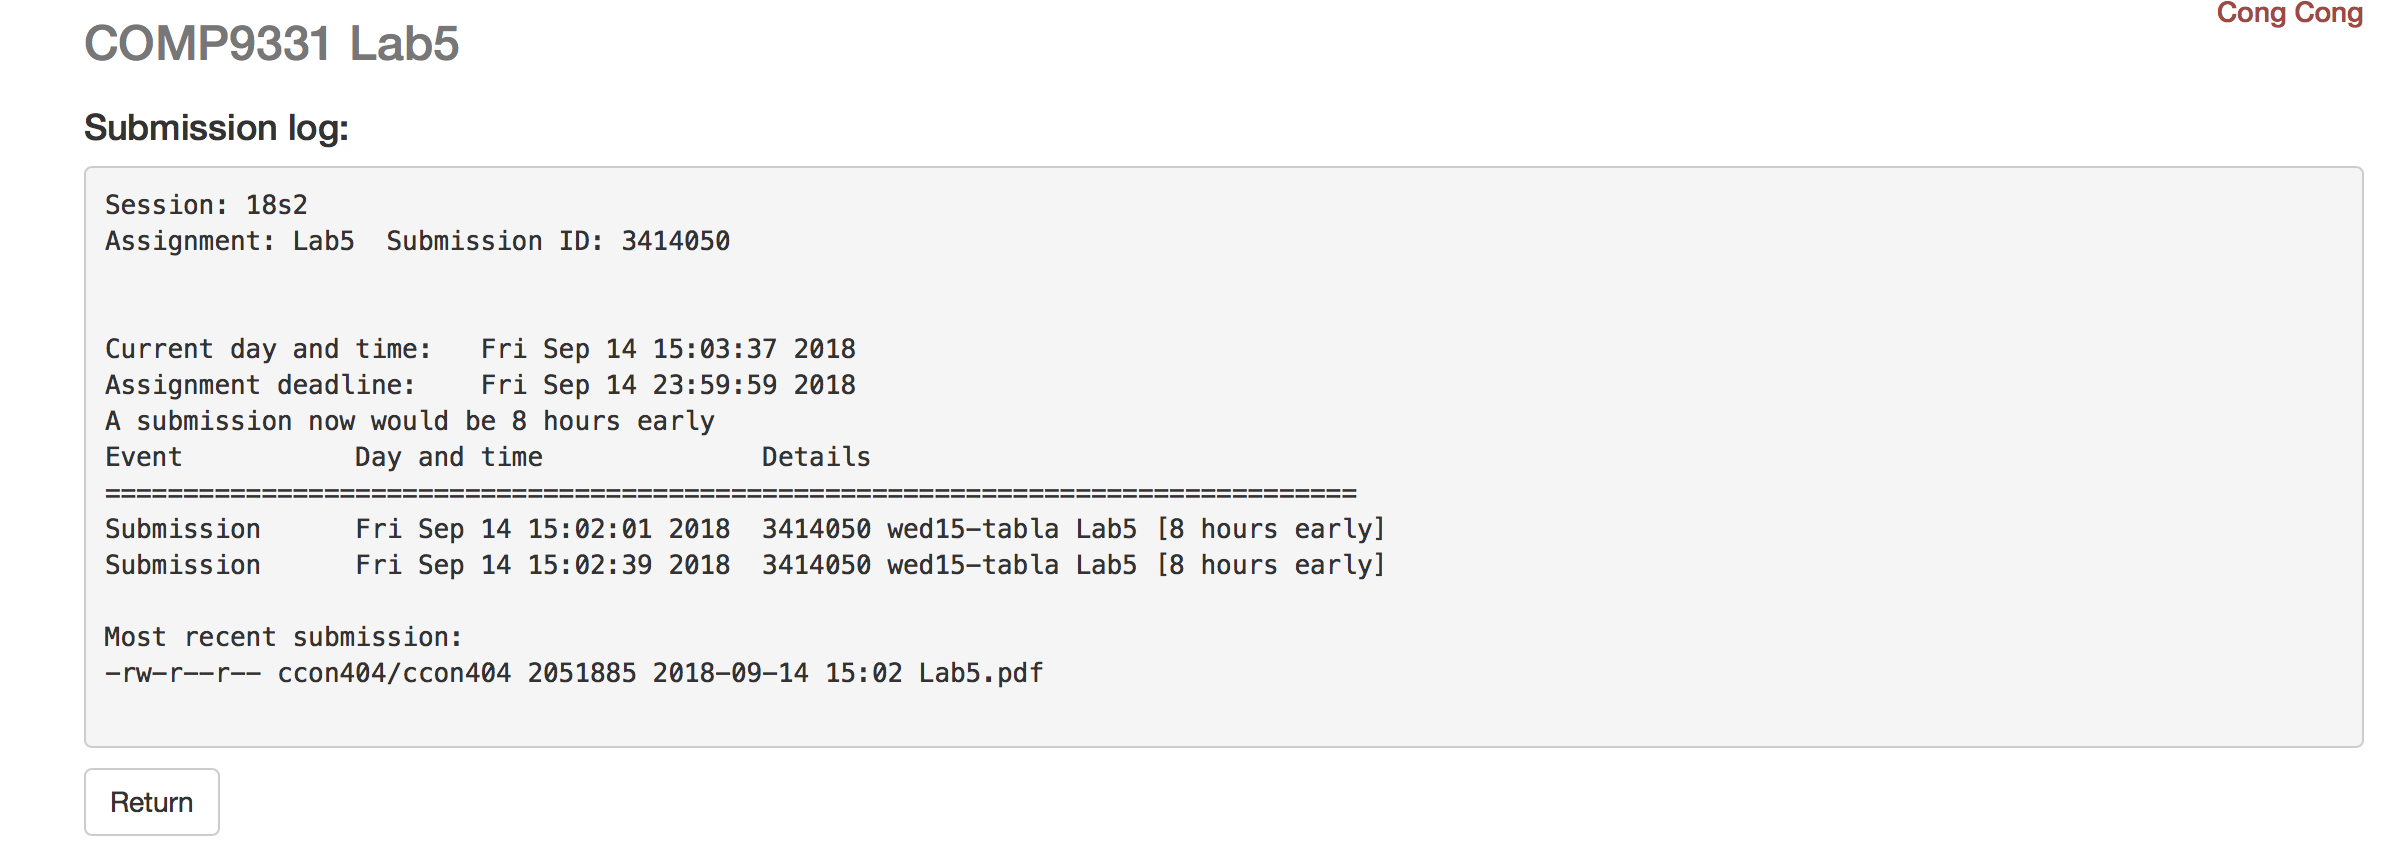 Cong Cong
COMP9331 Lab5
Submission log:
Session: 18s2
Assignment: Lab5  Submission ID: 3414050
Current day and time:   Fri Sep 14 15:03:37 2018
Assignment deadline:    Fri Sep 14 23:59:59 2018
A submission now would be 8 hours early
Event           Day and time              Details
================================================================================
Submission      Fri Sep 14 15:02:01 2018  3414050 wed15-tabla Lab5 [8 hours early]
Submission      Fri Sep 14 15:02:39 2018  3414050 wed15-tabla Lab5 [8 hours early]
Most recent submission:
-rw-r--r-- ccon404/ccon404 2051885 2018-09-14 15:02 Lab5.pdf
Return